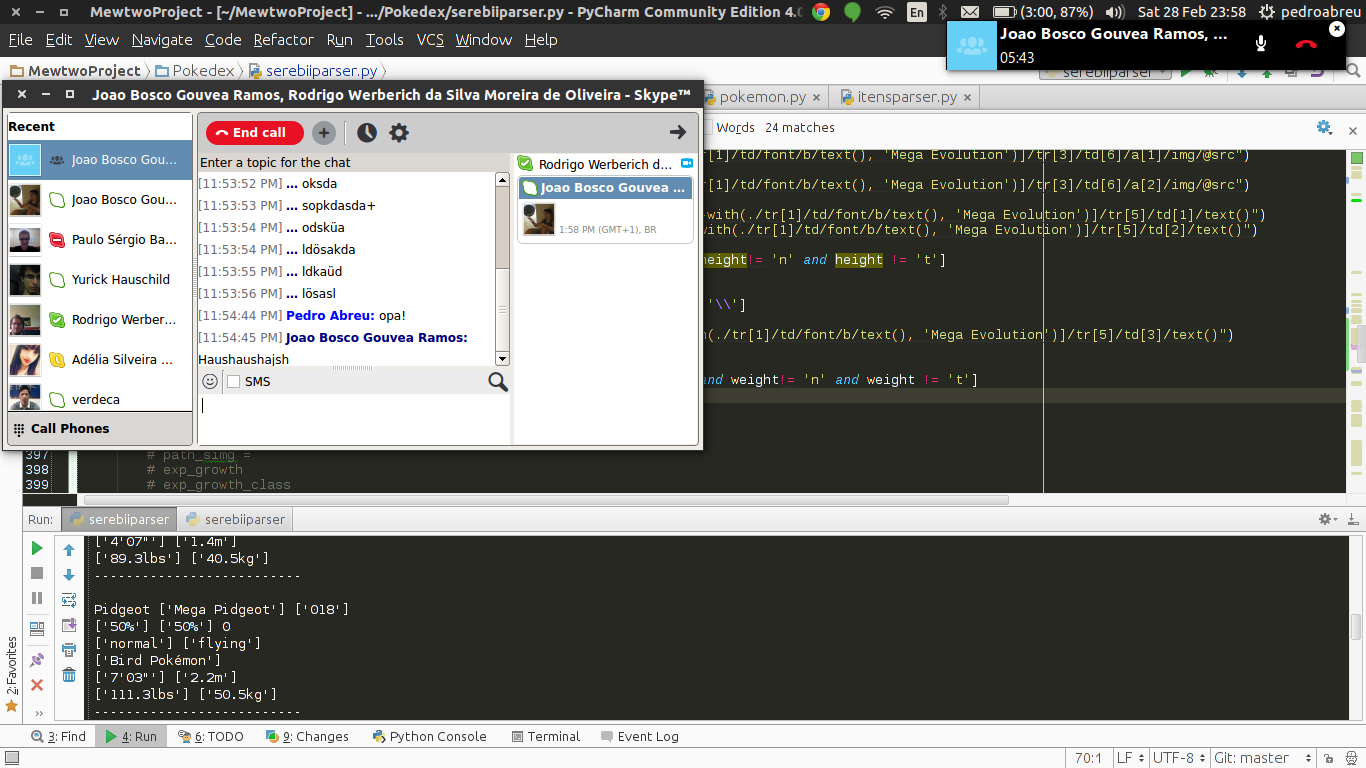 MewtwoProject - [~/MewtwoProject] - .../Pokedex/serebiiparser.py - PyCharm Community Edition 4.0
En
(3:00, 87%)
Sat 28 Feb 23:58
pedroabreu
File Edit View Navigate Code Refactor Run Tools VCS Window Help
Joao Bosco Gouvea Ramos, ...
05:43
MewtwoProject Pokedex serebiiparser.py
serebiiparser
Joao Bosco Gouvea Ramos, Rodrigo Werberich da Silva Moreira de Oliveira - Skype™
pokemon.py
itensparser.py
Words 24 matches
Recent
Joao Bosco Gou...
Joao Bosco Gou...
Paulo Sérgio Ba...
Yurick Hauschild
Rodrigo Werber...
Adélia Silveira ...
verdeca
Call Phones
End call
Enter a topic for the chat
[11:53:52 PM] ... oksda
[11:53:53 PM] ... sopkdasda+
[11:53:54 PM] ... odsküa
[11:53:54 PM] ... ldösakda
[11:53:55 PM] ... ldkaüd
[11:53:56 PM] ... lösasl
[11:54:44 PM] Pedro Abreu: opa!
[11:54:45 PM] Joao Bosco Gouvea Ramos:
Haushaushajsh
SMS
Rodrigo Werberich d...
Joao Bosco Gouvea ...
1:58 PM (GMT+1), BR
r[1]/td/font/b/text(), 'Mega Evolution')]/tr[3]/td[6]/a[1]/img/@src")
r[1]/td/font/b/text(), 'Mega Evolution')]/tr[3]/td[6]/a[2]/img/@src")
with(./tr[1]/td/font/b/text(), 'Mega Evolution')]/tr[5]/td[1]/text()")
with(./tr[1]/td/font/b/text(), 'Mega Evolution')]/tr[5]/td[2]/text()")
height!= 'n' and height != 't']
'\\']
(./tr[1]/td/font/b/text(), 'Mega Evolution')]/tr[5]/td[3]/text()")
and weight!= 'n' and weight != 't']
397 # path_simg =
398 # exp_growth
399 # exp_growth_class
Run: serebiiparser serebiiparser
['4'07"'] ['1.4m']
['89.3lbs'] ['40.5kg']
--------------------------
Pidgeot ['Mega Pidgeot'] ['018']
['50%'] ['50%'] 0
['normal'] ['flying']
['Bird Pokémon']
['7'03"'] ['2.2m']
['111.3lbs'] ['50.5kg']
--------------------------
2: Favorites
3: Find 4: Run 6: TODO 9: Changes Python Console Terminal Event Log
70:1 LF UTF-8 Git: master